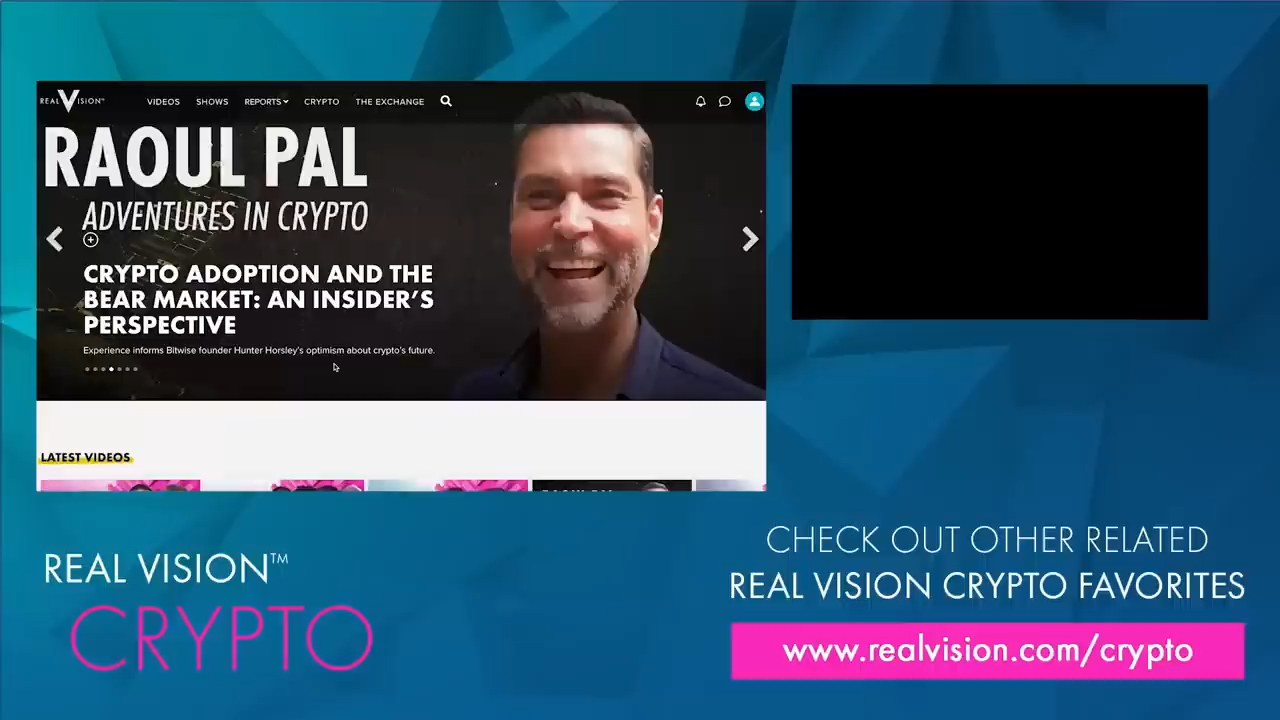 REAL VISION™
VIDEOS SHOWS REPORTS CRYPTO THE EXCHANGE
RAOUL PAL
ADVENTURES IN CRYPTO
CRYPTO ADOPTION AND THE
BEAR MARKET: AN INSIDER'S
PERSPECTIVE
Experience informs Bitwise founder Hunter Horsley's optimism about crypto's future.
LATEST VIDEOS
REAL VISION™
CRYPTO
CHECK OUT OTHER RELATED
REAL VISION CRYPTO FAVORITES
www.realvision.com/crypto